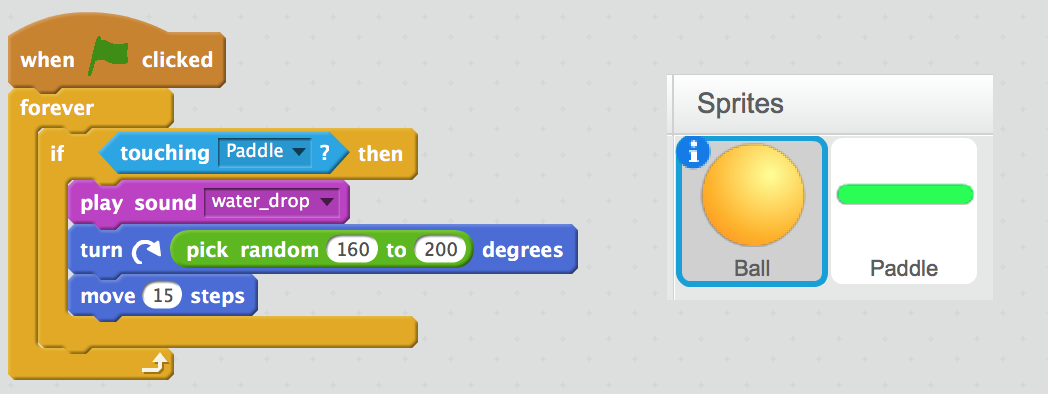 when clicked
forever
if touching Paddle ? then
play sound water_drop
turn pick random 160 to 200 degrees
move 15 steps
Sprites
i
Ball
Paddle